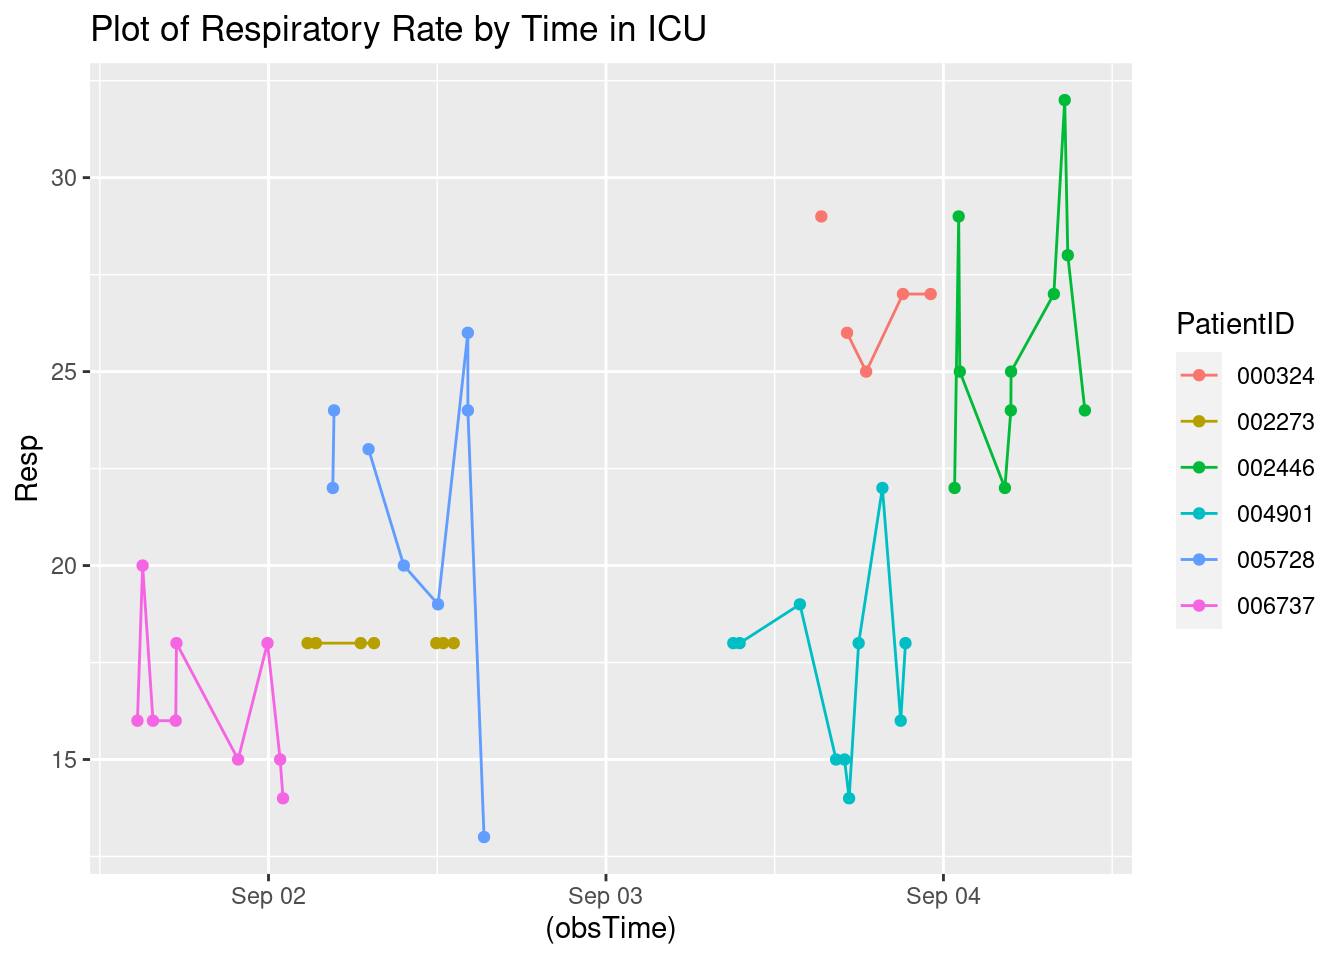 Plot of Respiratory Rate by Time in ICU
Resp
30
25
20
15
Sep 02
Sep 03
Sep 04
(obsTime)
PatientID
000324
002273
002446
004901
005728
006737